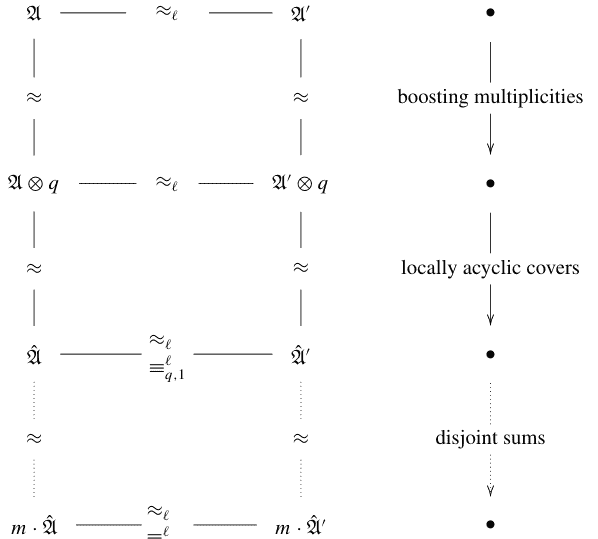 𝔄 ≈ℓ 𝔄′
≈ ≈ boosting multiplicities
𝔄 ⊗ q ≈ℓ 𝔄′ ⊗ q
≈ ≈ locally acyclic covers
≈ℓ
𝔄̂ 𝔄̂′
≡ℓq,1
≈ ≈ disjoint sums
≈ℓ
m · 𝔄̂ m · 𝔄̂′